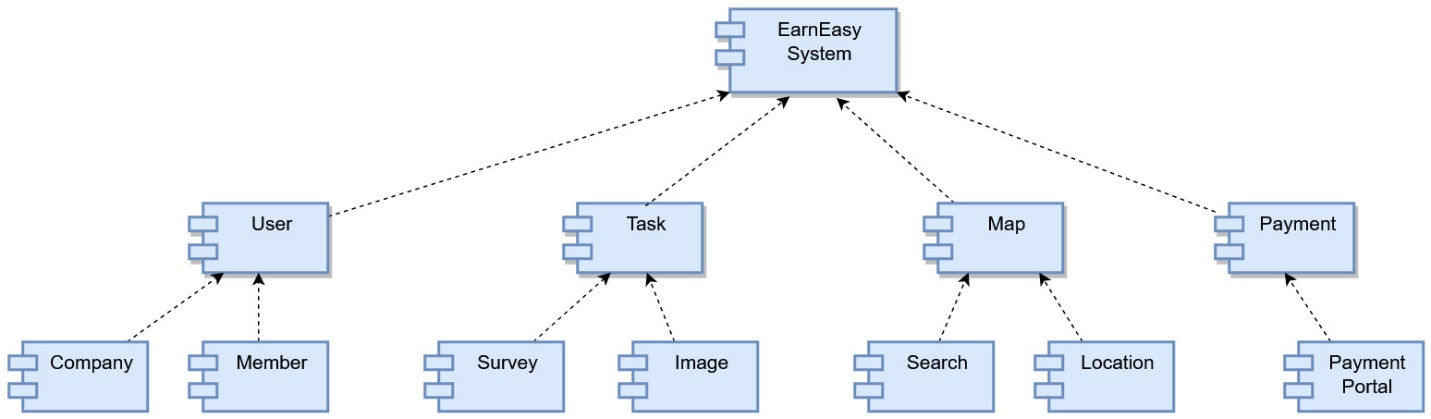 EarnEasy
System
User
Task
Map
Payment
Company
Member
Survey
Image
Search
Location
Payment
Portal